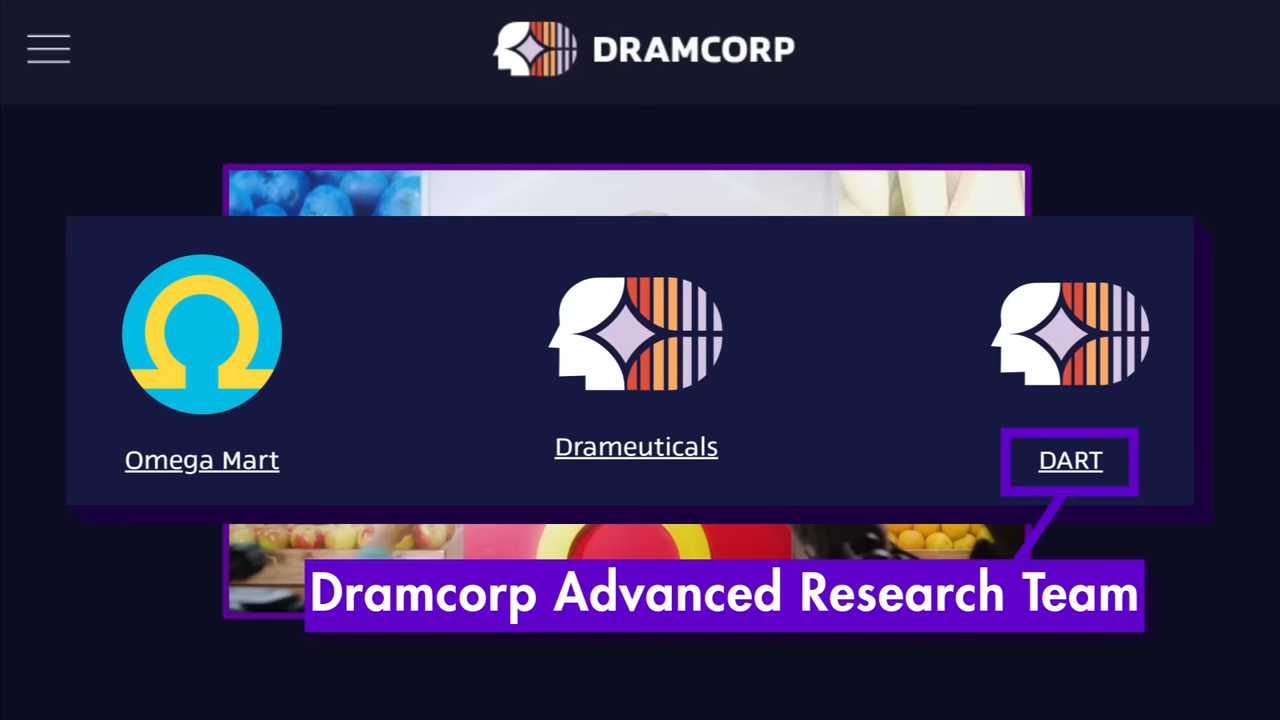 DRAMCORP
Omega Mart
Drameuticals
DART
Dramcorp Advanced Research Team